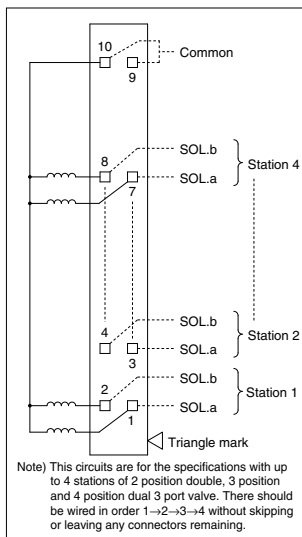 10
Common
9
SOL.b
8
Station 4
SOL.a
7
SOL.b
4
Station 2
SOL.a
3
SOL.b
2
Station 1
SOL.a
1
Triangle mark
Note) This circuits are for the specifications with up
to 4 stations of 2 position double, 3 position
and 4 position dual 3 port valve. There should
be wired in order 1→2→3→4 without skipping
or leaving any connectors remaining.